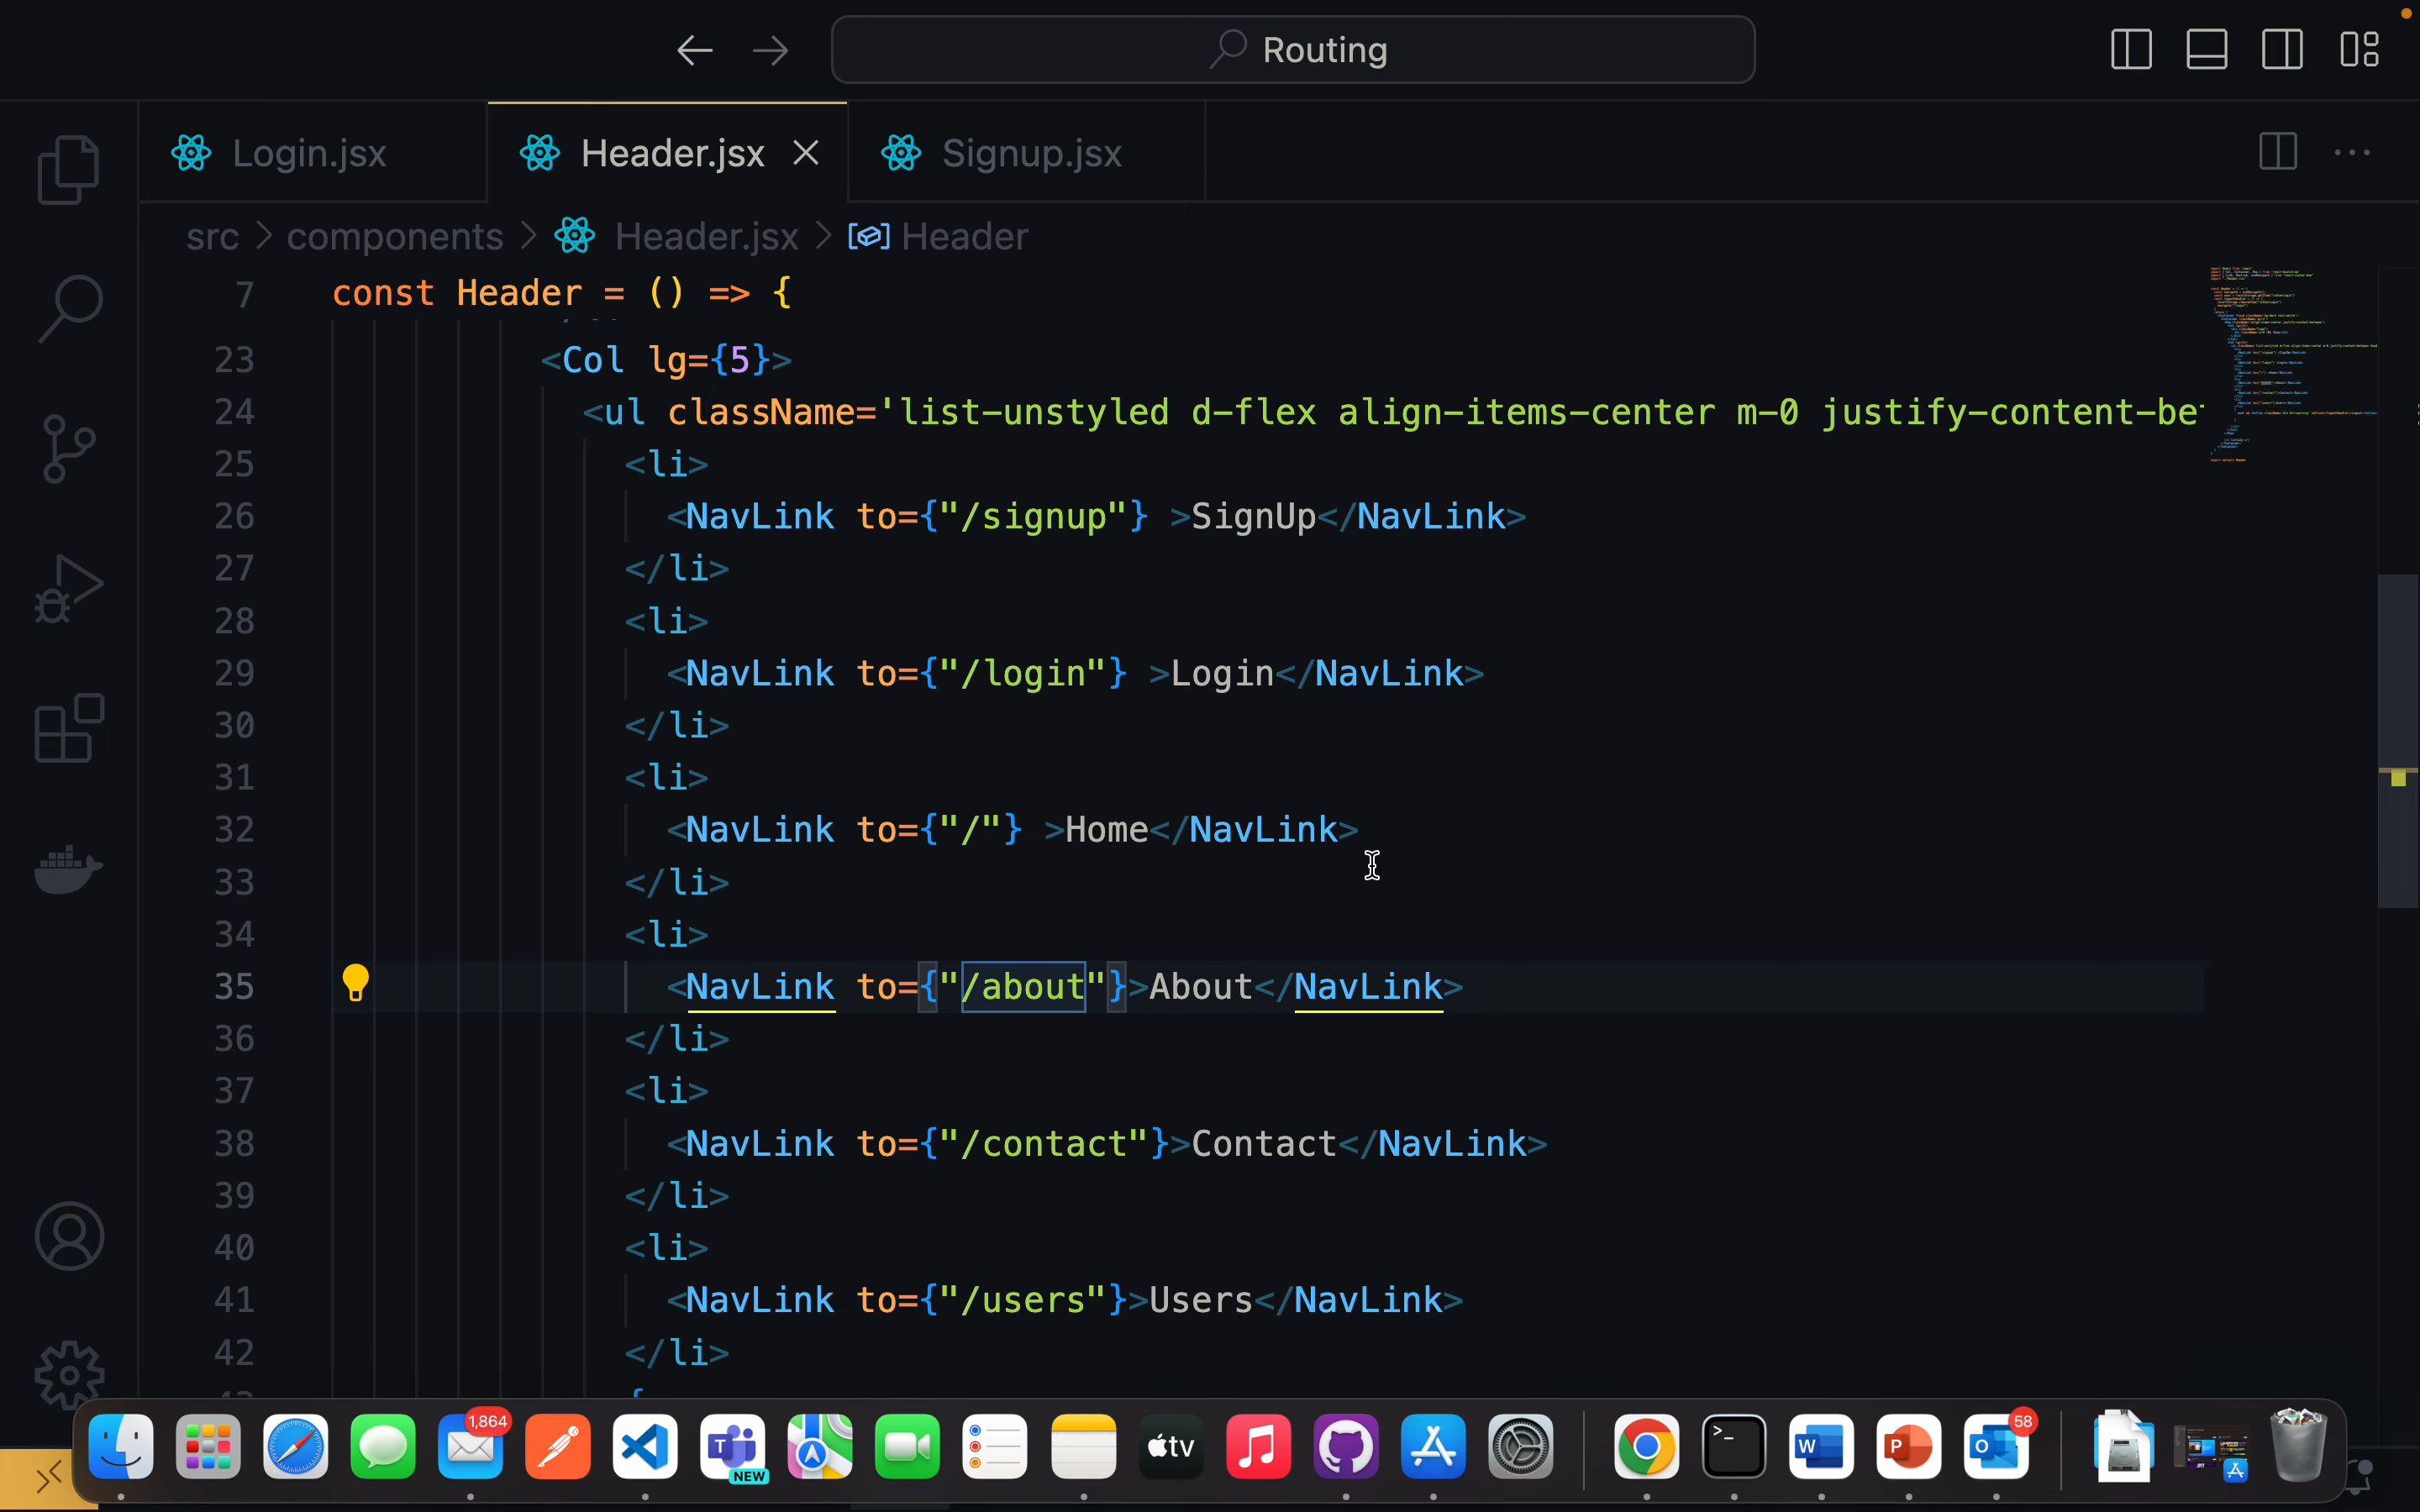 Routing
Login.jsx
Header.jsx
Signup.jsx
src > components > Header.jsx > Header
7 const Header = () => {
23 <Col lg={5}>
24 <ul className='list-unstyled d-flex align-items-center m-0 justify-content-be
25 <li>
26 <NavLink to={"/signup"} >SignUp</NavLink>
27 </li>
28 <li>
29 <NavLink to={"/login"} >Login</NavLink>
30 </li>
31 <li>
32 <NavLink to={"/"} >Home</NavLink>
33 </li>
34 <li>
35 <NavLink to={"/about"}>About</NavLink>
36 </li>
37 <li>
38 <NavLink to={"/contact"}>Contact</NavLink>
39 </li>
40 <li>
41 <NavLink to={"/users"}>Users</NavLink>
42 </li>
1,864
NEW
tv
58